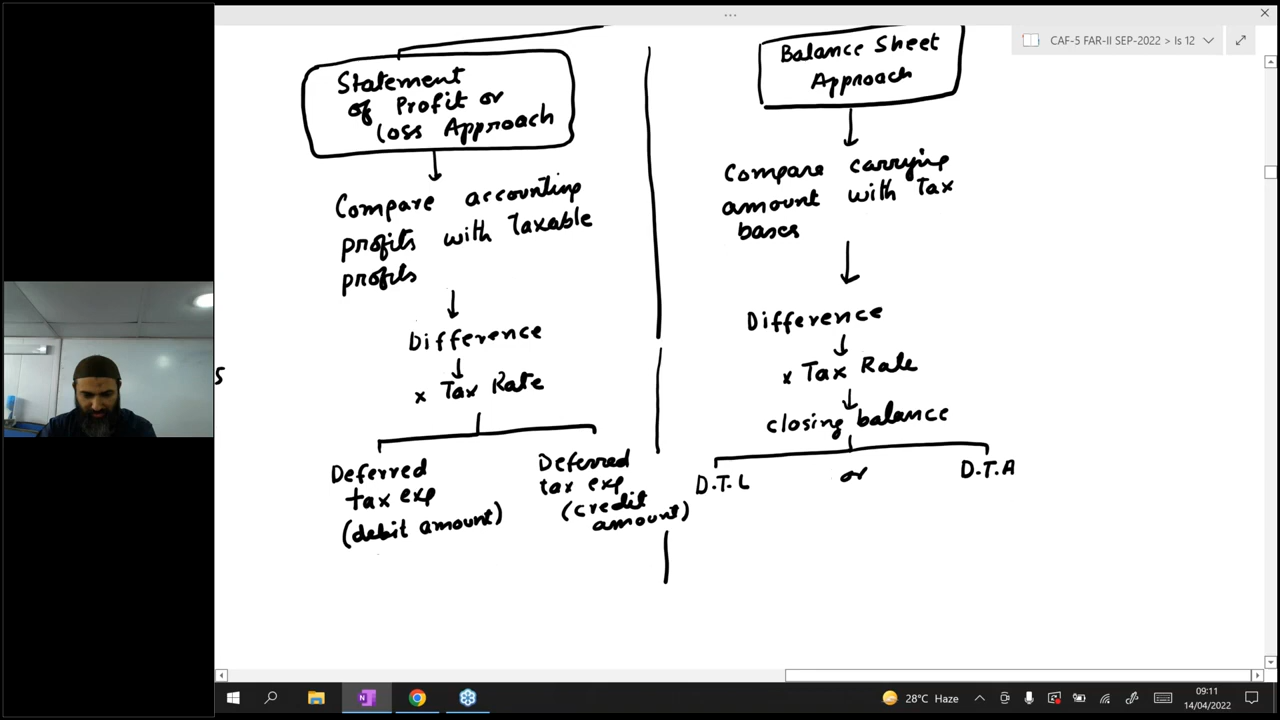 CAF-5 FAR-II SEP-2022 > Is 12
Statement
of Profit or
Loss Approach
Compare accounting
profits with Taxable
profits
Difference
x Tax Rate
Deferred
tax exp
(debit amount)
Deferred
tax exp
(credit
amount)
Balance Sheet
Approach
Compare carrying
amount with Tax
bases
Difference
x Tax Rate
closing balance
D.T.L or D.T.A
S
28°C Haze
09:11
14/04/2022